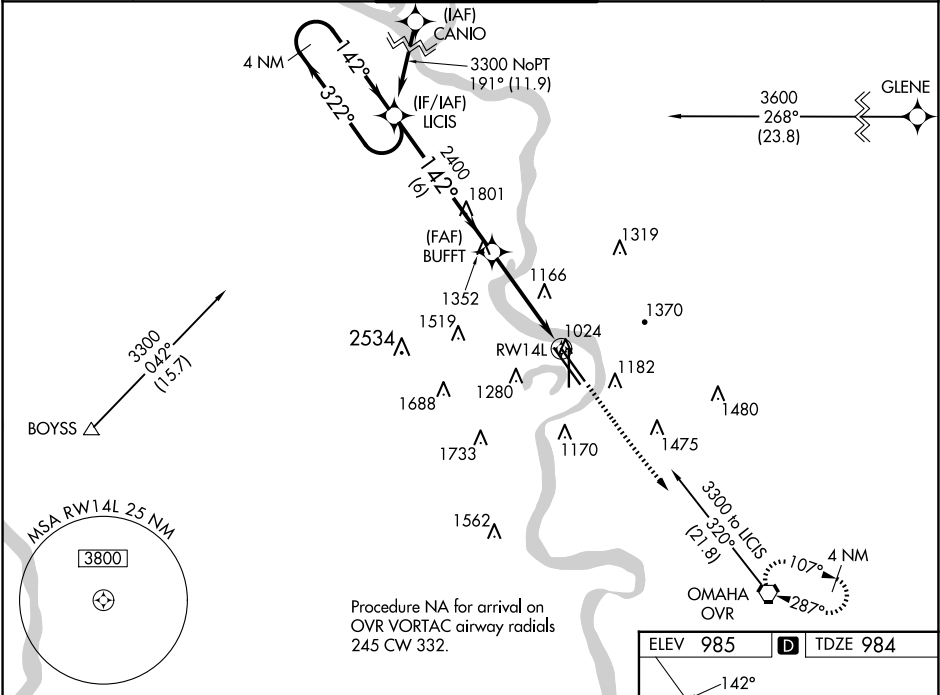 (IAF)
CANIO
4 NM
142°
322°
3300 NoPT
191° (11.9)
(IF/IAF)
LICIS
GLENE
3600
268°
(23.8)
2400
142°
(6)
1801
(FAF)
BUFFT
1319
1352
1166
1370
1519
2534
1024
RW14L
3300
042°
(15.7)
1280
1182
1688
1480
BOYSS
1733
1170
1475
1562
3300 to LICIS
320°
(21.8)
MSA RW14L 25 NM
3800
4 NM
107°
287°
OMAHA
OVR
Procedure NA for arrival on
OVR VORTAC airway radials
245 CW 332.
ELEV 985 D TDZE 984
142°